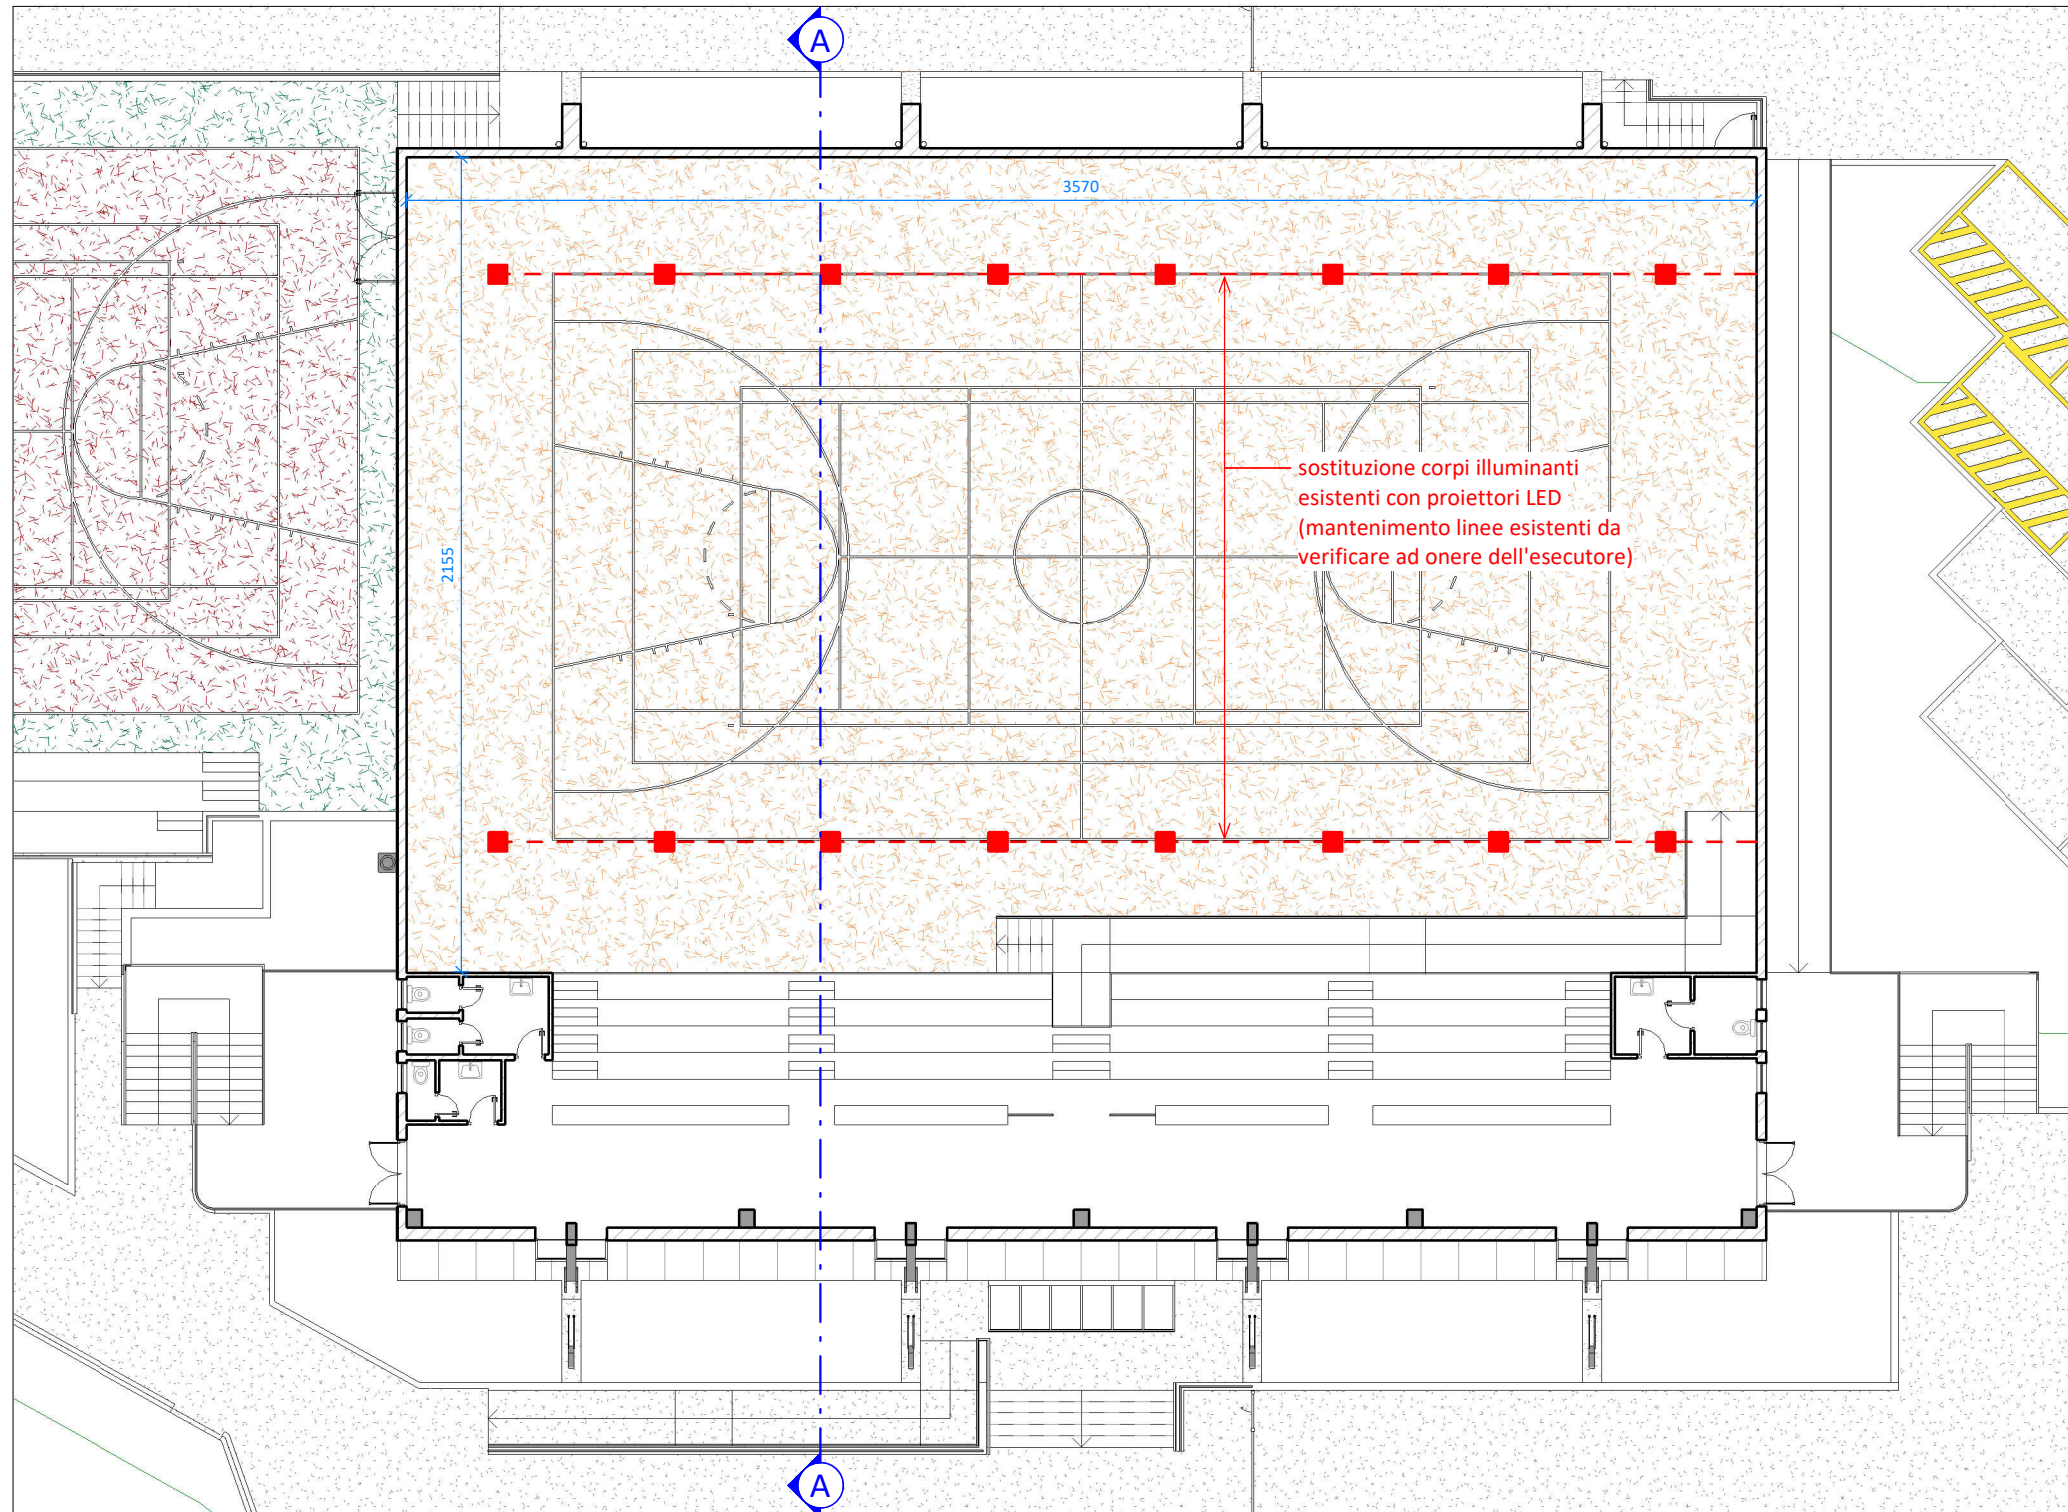 A
3570
sostituzione corpi illuminanti
esistenti con proiettori LED
(mantenimento linee esistenti da
verificare ad onere dell'esecutore)
2155
A